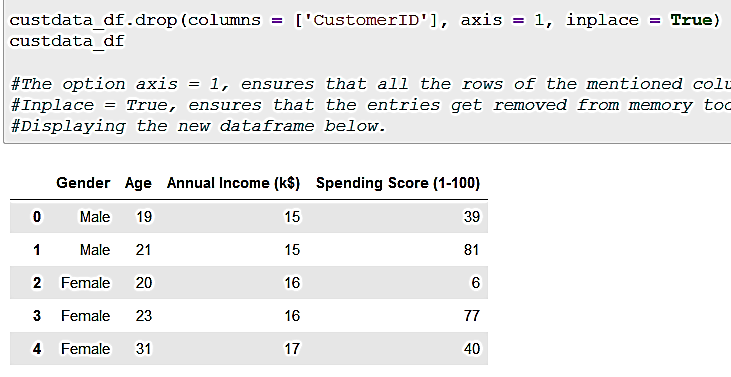 custdata_df.drop(columns = ['CustomerID'], axis = 1, inplace = True)
custdata_df
#The option axis = 1, ensures that all the rows of the mentioned
#Inplace = True, ensures that the entries get removed from memory
#Displaying the new dataframe below.
Gender Age Annual Income (k$) Spending Score (1-100)
0 Male 19 15 39
1 Male 21 15 81
2 Female 20 16 6
3 Female 23 16 77
4 Female 31 17 40